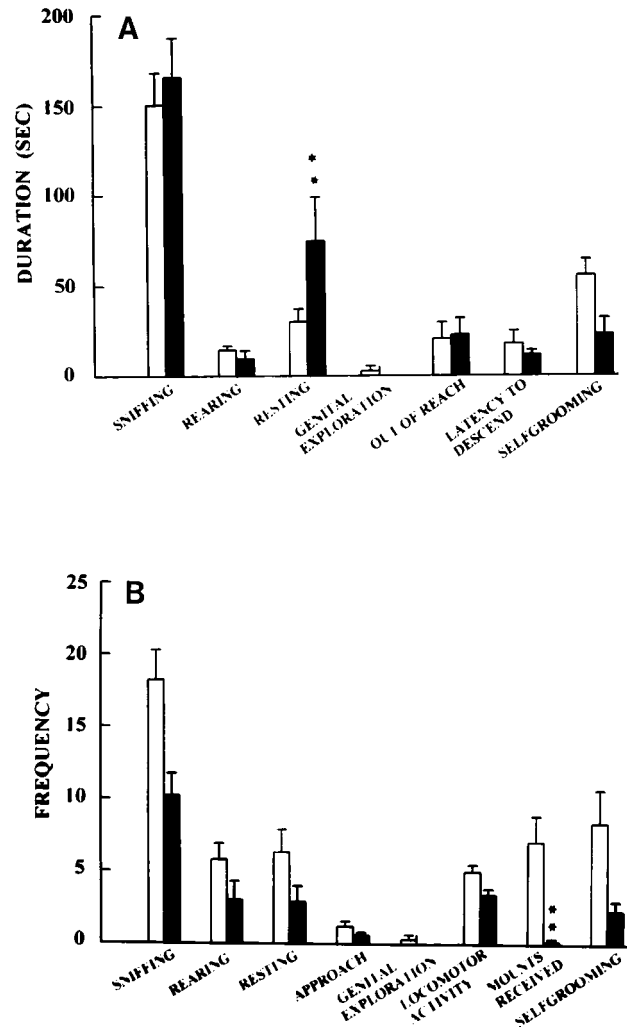 A
200
150
100
50
0
DURATION (SEC)
*
*
SNIFFING
REARING
RESTING
GENITAL
EXPLORATION
OUT OF REACH
LATENCY TO
DESCEND
SELFGROOMING
B
25
20
15
10
5
0
FREQUENCY
*
*
SNIFFING
REARING
RESTING
APPROACH
GENITAL
EXPLORATION
LOCOMOTOR
ACTIVITY
MOUNTS
RECEIVED
SELFGROOMING